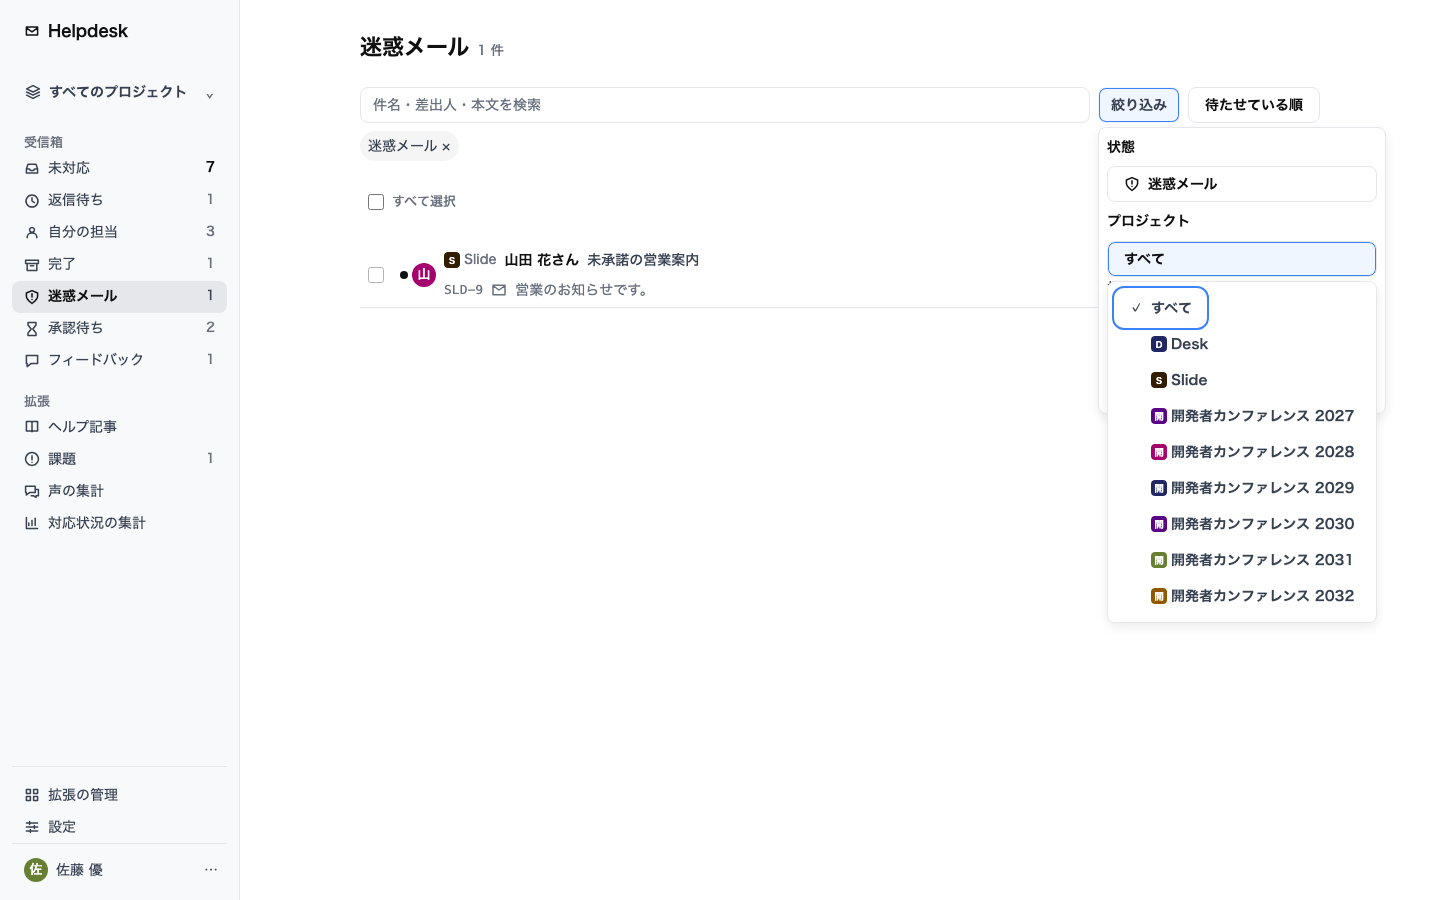 Helpdesk
すべてのプロジェクト
受信箱
未対応 7
返信待ち 1
自分の担当 3
完了 1
迷惑メール 1
承認待ち 2
フィードバック 1
拡張
ヘルプ記事
課題 1
声の集計
対応状況の集計
拡張の管理
設定
佐 佐藤 優 …
迷惑メール 1 件
件名・差出人・本文を検索
絞り込み
待たせている順
迷惑メール ×
すべて選択
山 S Slide 山田 花さん 未承諾の営業案内
SLD-9 営業のお知らせです。
状態
迷惑メール
プロジェクト
すべて
✓ すべて
D Desk
S Slide
開 開発者カンファレンス 2027
開 開発者カンファレンス 2028
開 開発者カンファレンス 2029
開 開発者カンファレンス 2030
開 開発者カンファレンス 2031
開 開発者カンファレンス 2032